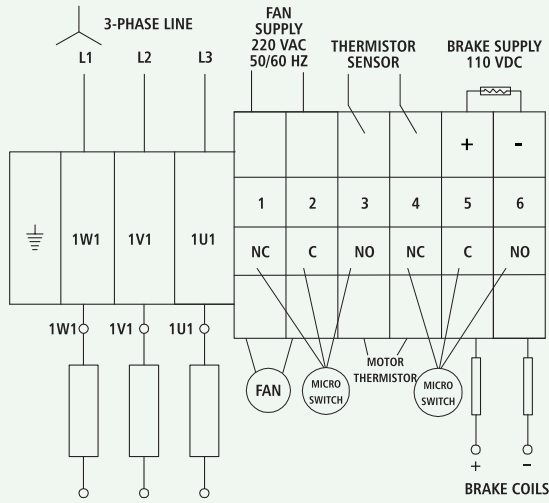 3-PHASE LINE
L1 L2 L3
FAN
SUPPLY
220 VAC
50/60 HZ
THERMISTOR
SENSOR
BRAKE SUPPLY
110 VDC
+ -
1 2 3 4 5 6
1W1 1V1 1U1
NC C NO NC C NO
1W1 1V1 1U1
FAN
MICRO
SWITCH
MOTOR
THERMISTOR
MICRO
SWITCH
+ -
BRAKE COILS